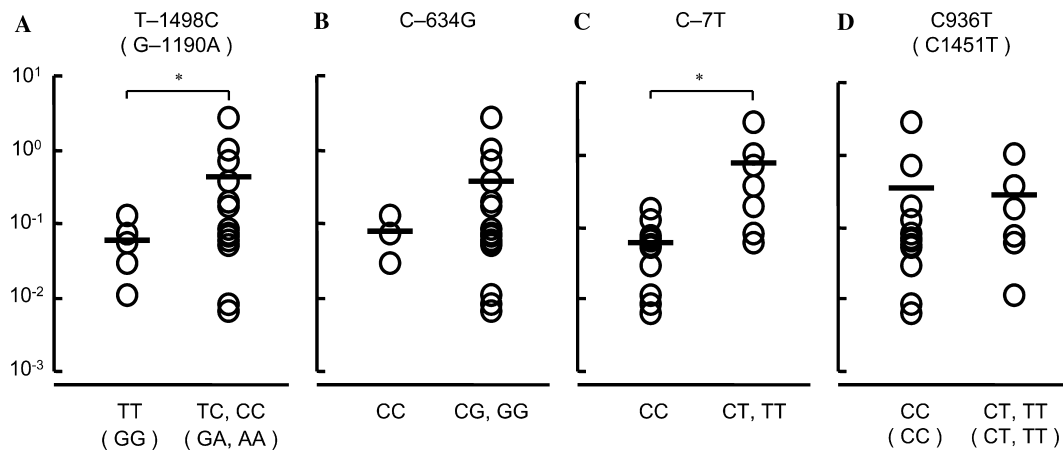 A T–1498C
( G–1190A )
B C–634G
C C–7T
D C936T
( C1451T )
10¹
10⁰
10⁻¹
10⁻²
10⁻³
*
*
TT TC, CC
( GG ) ( GA, AA )
CC CG, GG
CC CT, TT
CC CT, TT
( CC ) ( CT, TT )